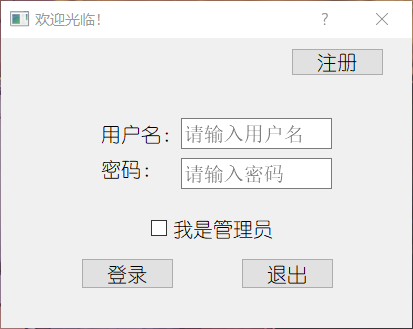 欢迎光临！
注册
用户名： 请输入用户名
密码： 请输入密码
我是管理员
登录 退出